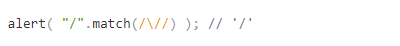 alert( "/".match(/\//) ); // '/'